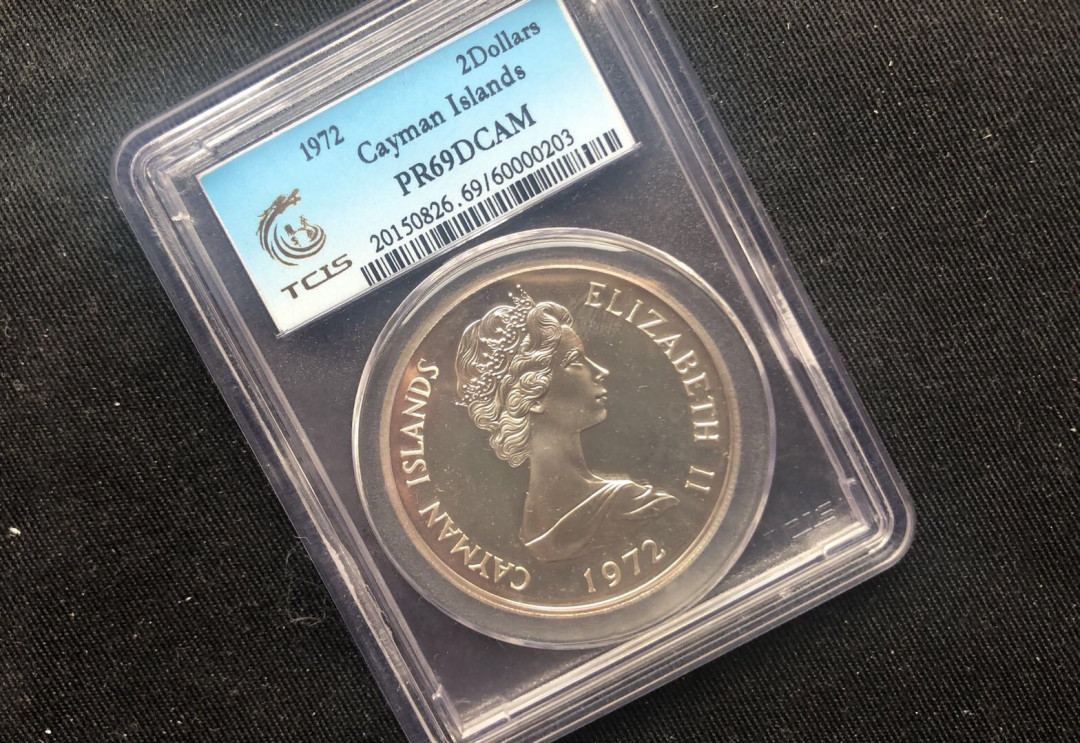 1972
2Dollars
Cayman Islands
PR69DCAM
20150826.69/60000203
TCIS
CAYMAN ISLANDS
ELIZABETH II
1972